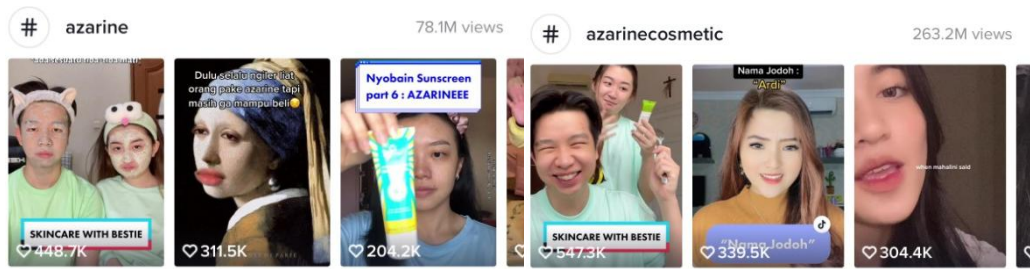 # azarine
78.1M views
Dulu selalu ngiler liat
orang pake azarine tapi
masih ga mampu beli
Nyobain Sunscreen
part 6 : AZARINEEE
SKINCARE WITH BESTIE
448.7K
311.5K
204.2K
# azarinecosmetic
263.2M views
Nama Jodoh :
"Ardi"
when mahalini said
SKINCARE WITH BESTIE
"Nama Jodoh"
547.3K
339.5K
304.4K